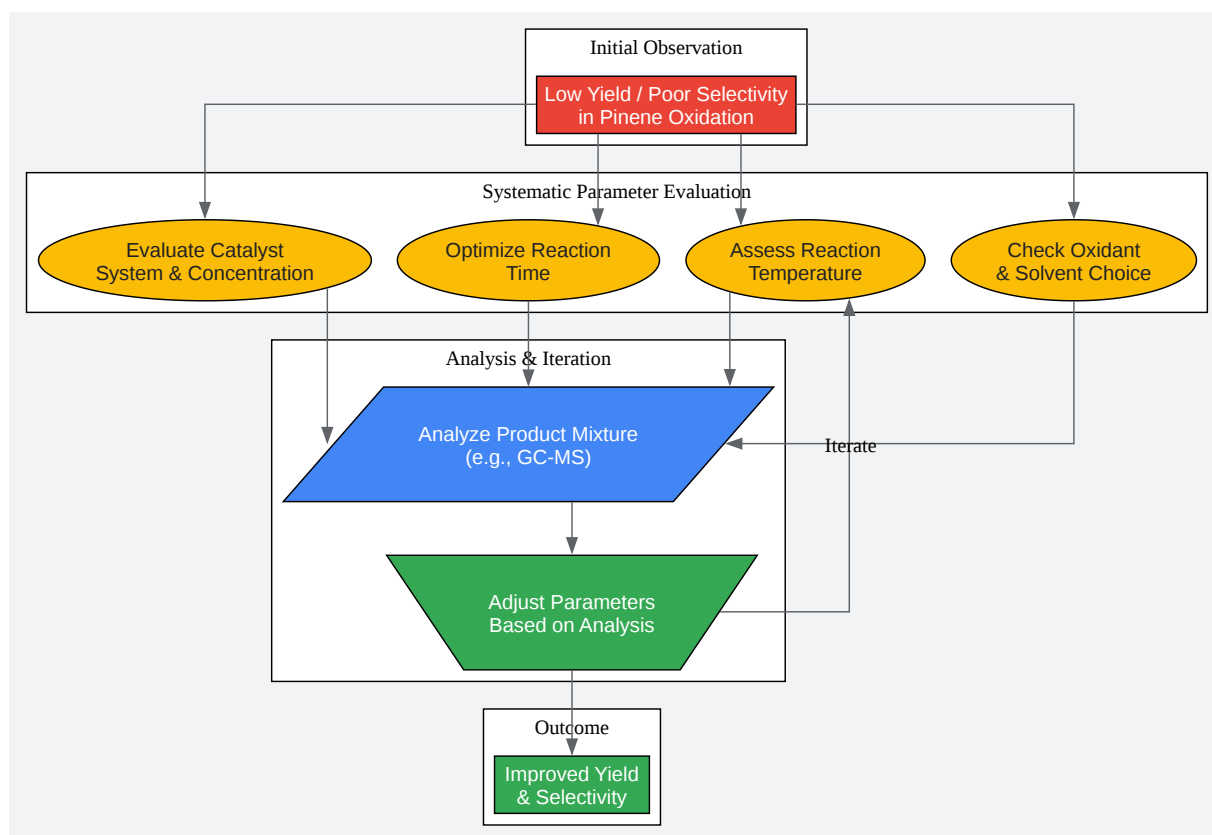 Initial Observation
Low Yield / Poor Selectivity
in Pinene Oxidation
Systematic Parameter Evaluation
Evaluate Catalyst
System & Concentration
Optimize Reaction
Time
Assess Reaction
Temperature
Check Oxidant
& Solvent Choice
Analysis & Iteration
Analyze Product Mixture
(e.g., GC-MS)
Iterate
Adjust Parameters
Based on Analysis
Outcome
Improved Yield
& Selectivity